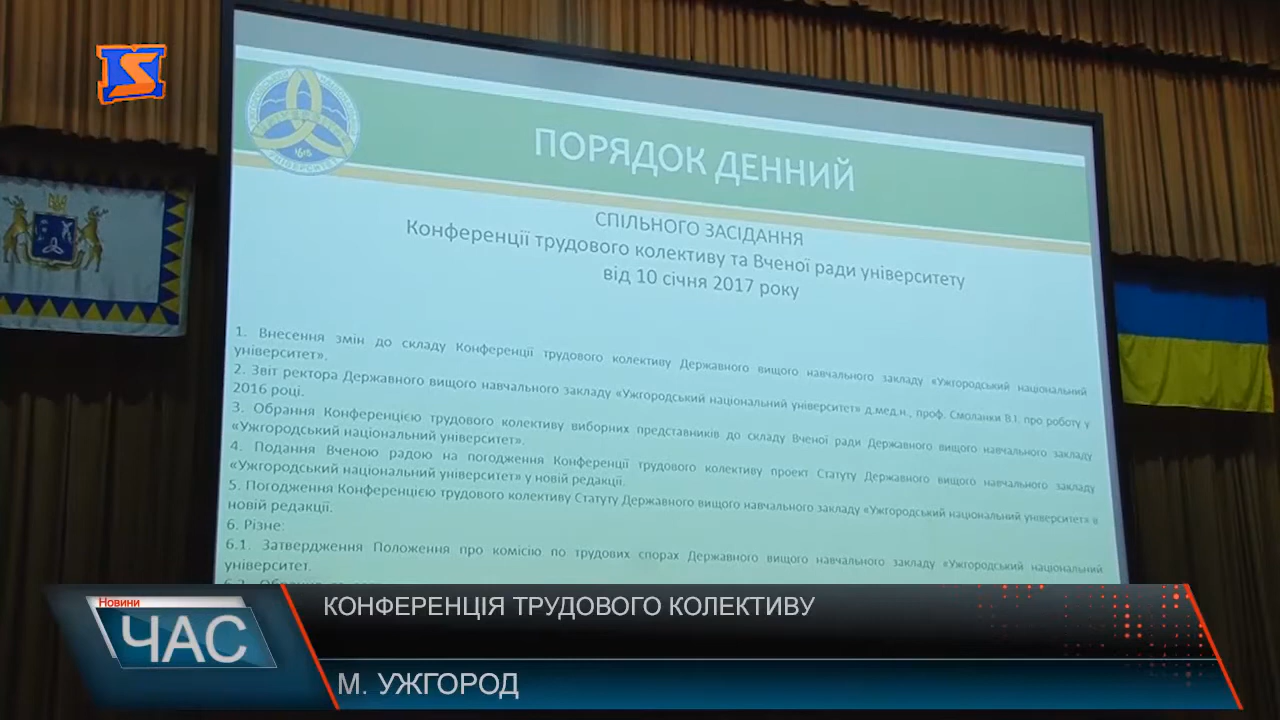 ПОРЯДОК ДЕННИЙ
СПІЛЬНОГО ЗАСІДАННЯ
Конференції трудового колективу та Вченої ради університету
від 10 січня 2017 року
1. Внесення змін до складу Конференції трудового колективу Державного вищого навчального закладу «Ужгородський національний
університет».
2. Звіт ректора Державного вищого навчального закладу «Ужгородський національний університет» д.мед.н., проф. Смоланки В.І. про роботу у
2016 році.
3. Обрання Конференцією трудового колективу виборних представників до складу Вченої ради Державного вищого навчального закладу
«Ужгородський національний університет».
4. Подання Вченою радою на погодження Конференції трудового колективу проект Статуту Державного вищого навчального закладу
«Ужгородський національний університет» у новій редакції.
5. Погодження Конференцією трудового колективу Статуту Державного вищого навчального закладу «Ужгородський національний університет» в
новій редакції.
6. Різне:
6.1. Затвердження Положення про комісію по трудових спорах Державного вищого навчального закладу «Ужгородський національний
університет.
Новини
ЧАС
КОНФЕРЕНЦІЯ ТРУДОВОГО КОЛЕКТИВУ
М. УЖГОРОД